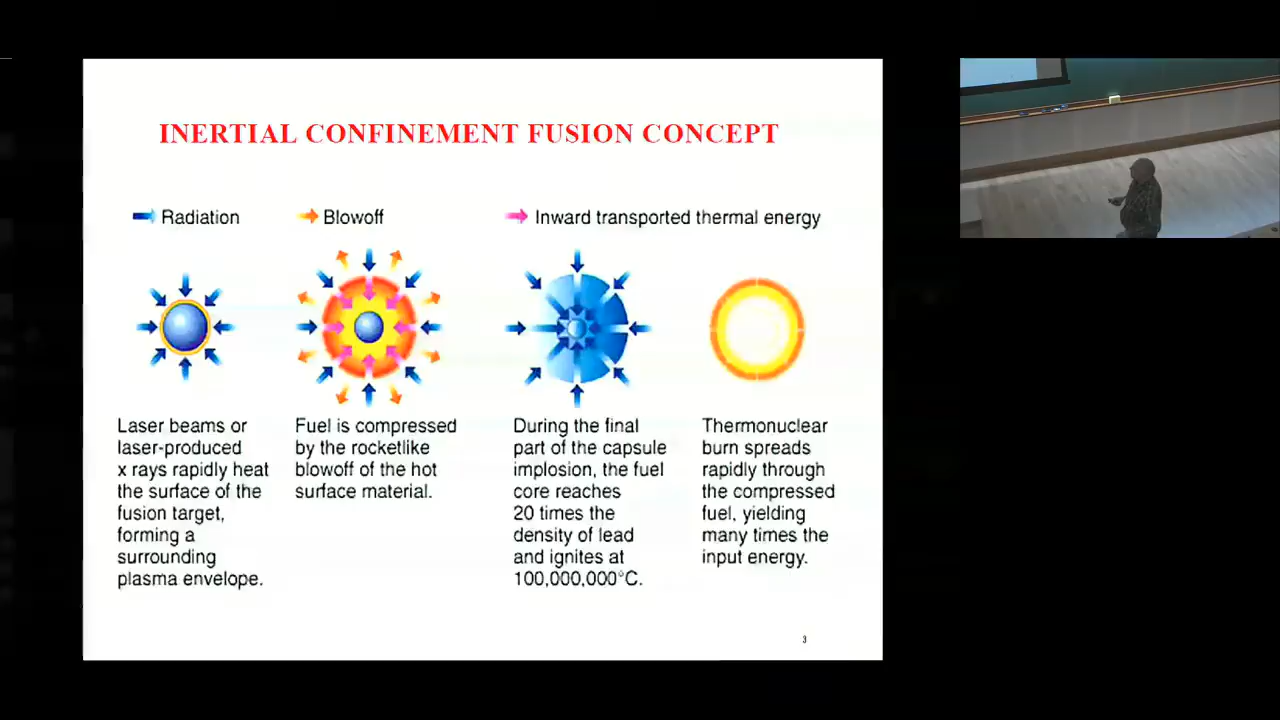 INERTIAL CONFINEMENT FUSION CONCEPT
Radiation
Blowoff
Inward transported thermal energy
Laser beams or
laser-produced
x rays rapidly heat
the surface of the
fusion target,
forming a
surrounding
plasma envelope.
Fuel is compressed
by the rocketlike
blowoff of the hot
surface material.
During the final
part of the capsule
implosion, the fuel
core reaches
20 times the
density of lead
and ignites at
100,000,000°C.
Thermonuclear
burn spreads
rapidly through
the compressed
fuel, yielding
many times the
input energy.
3